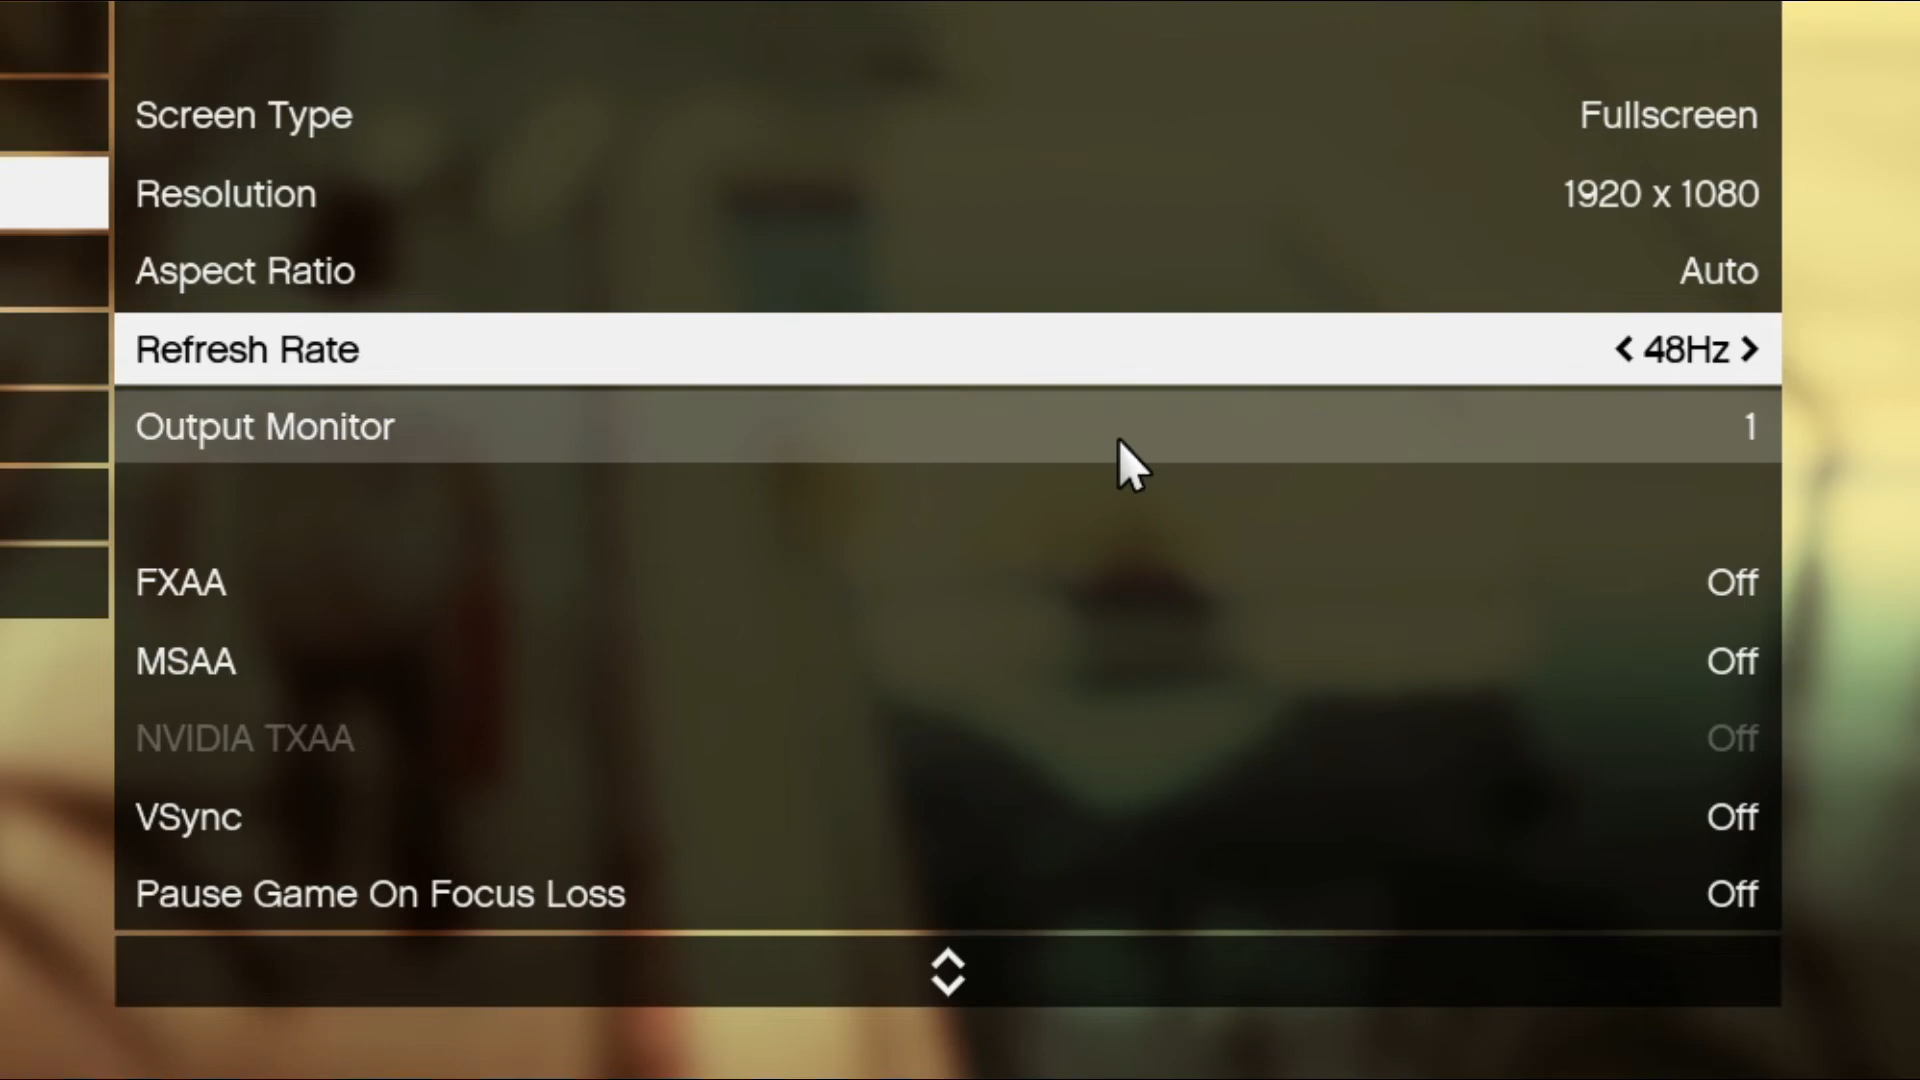 Screen Type Fullscreen
Resolution 1920 x 1080
Aspect Ratio Auto
Refresh Rate < 48Hz >
Output Monitor 1
FXAA Off
MSAA Off
NVIDIA TXAA Off
VSync Off
Pause Game On Focus Loss Off